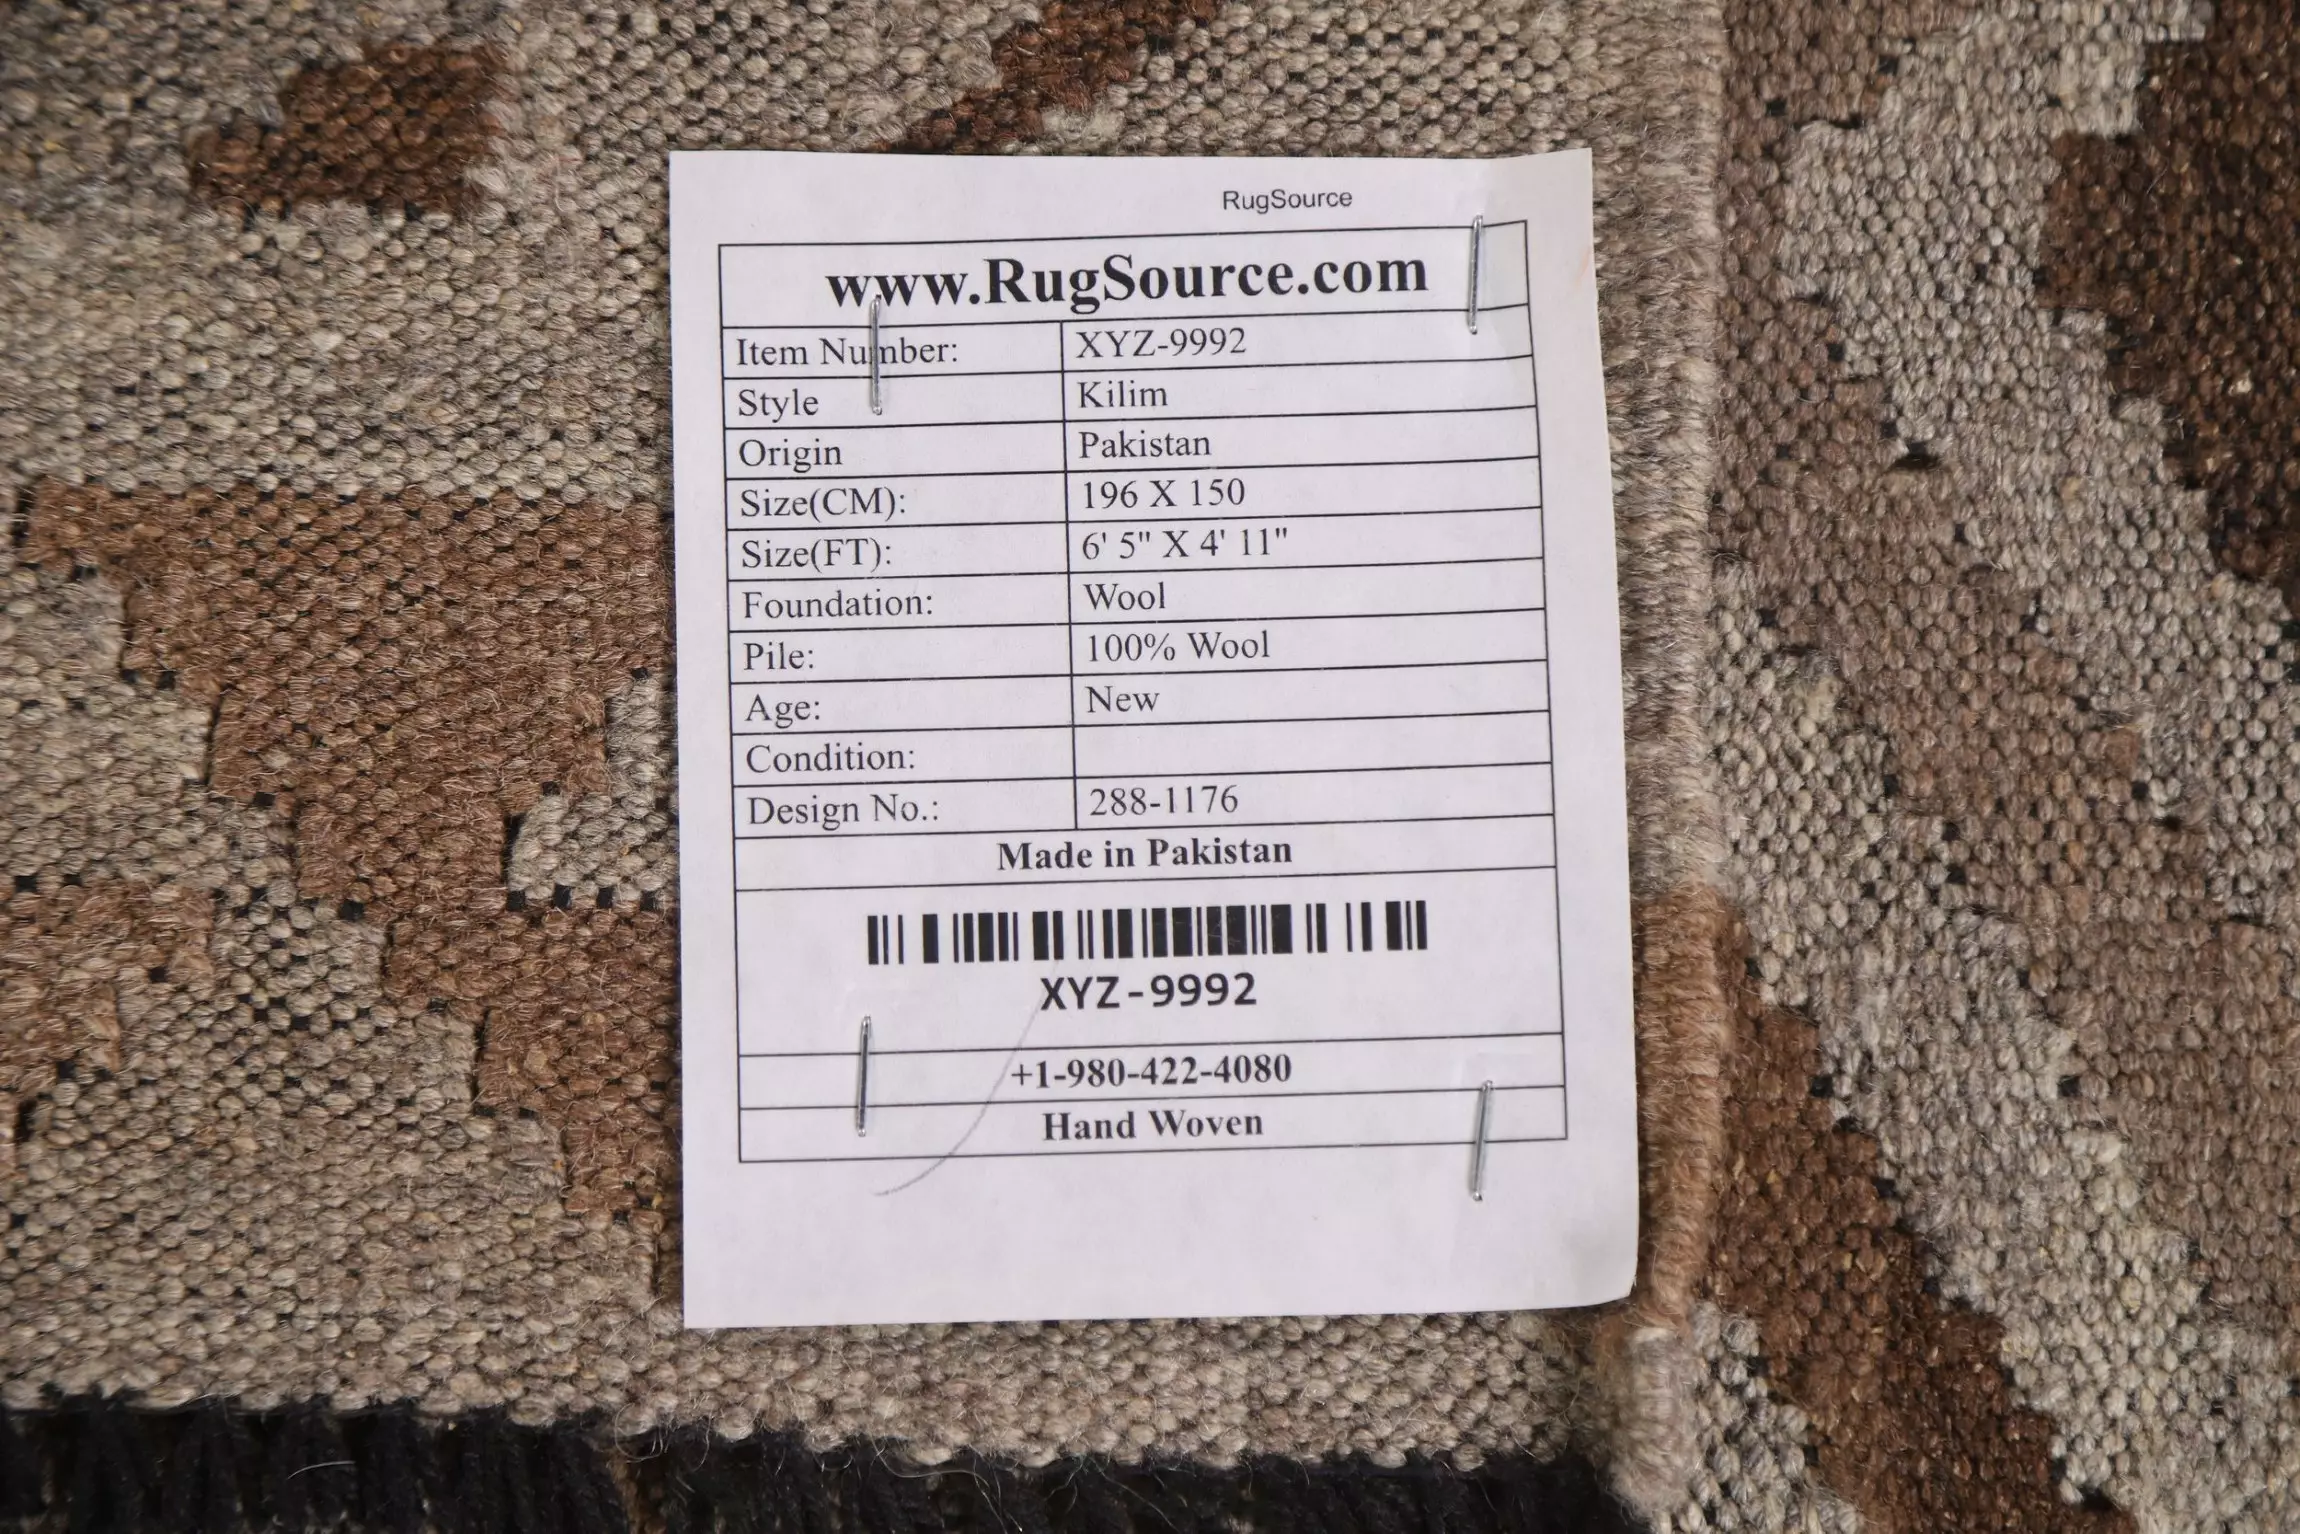 RugSource
www.RugSource.com
Item Number: XYZ-9992
Style Kilim
Origin Pakistan
Size(CM): 196 X 150
Size(FT): 6' 5" X 4' 11"
Foundation: Wool
Pile: 100% Wool
Age: New
Condition:
Design No.: 288-1176
Made in Pakistan
XYZ-9992
+1-980-422-4080
Hand Woven